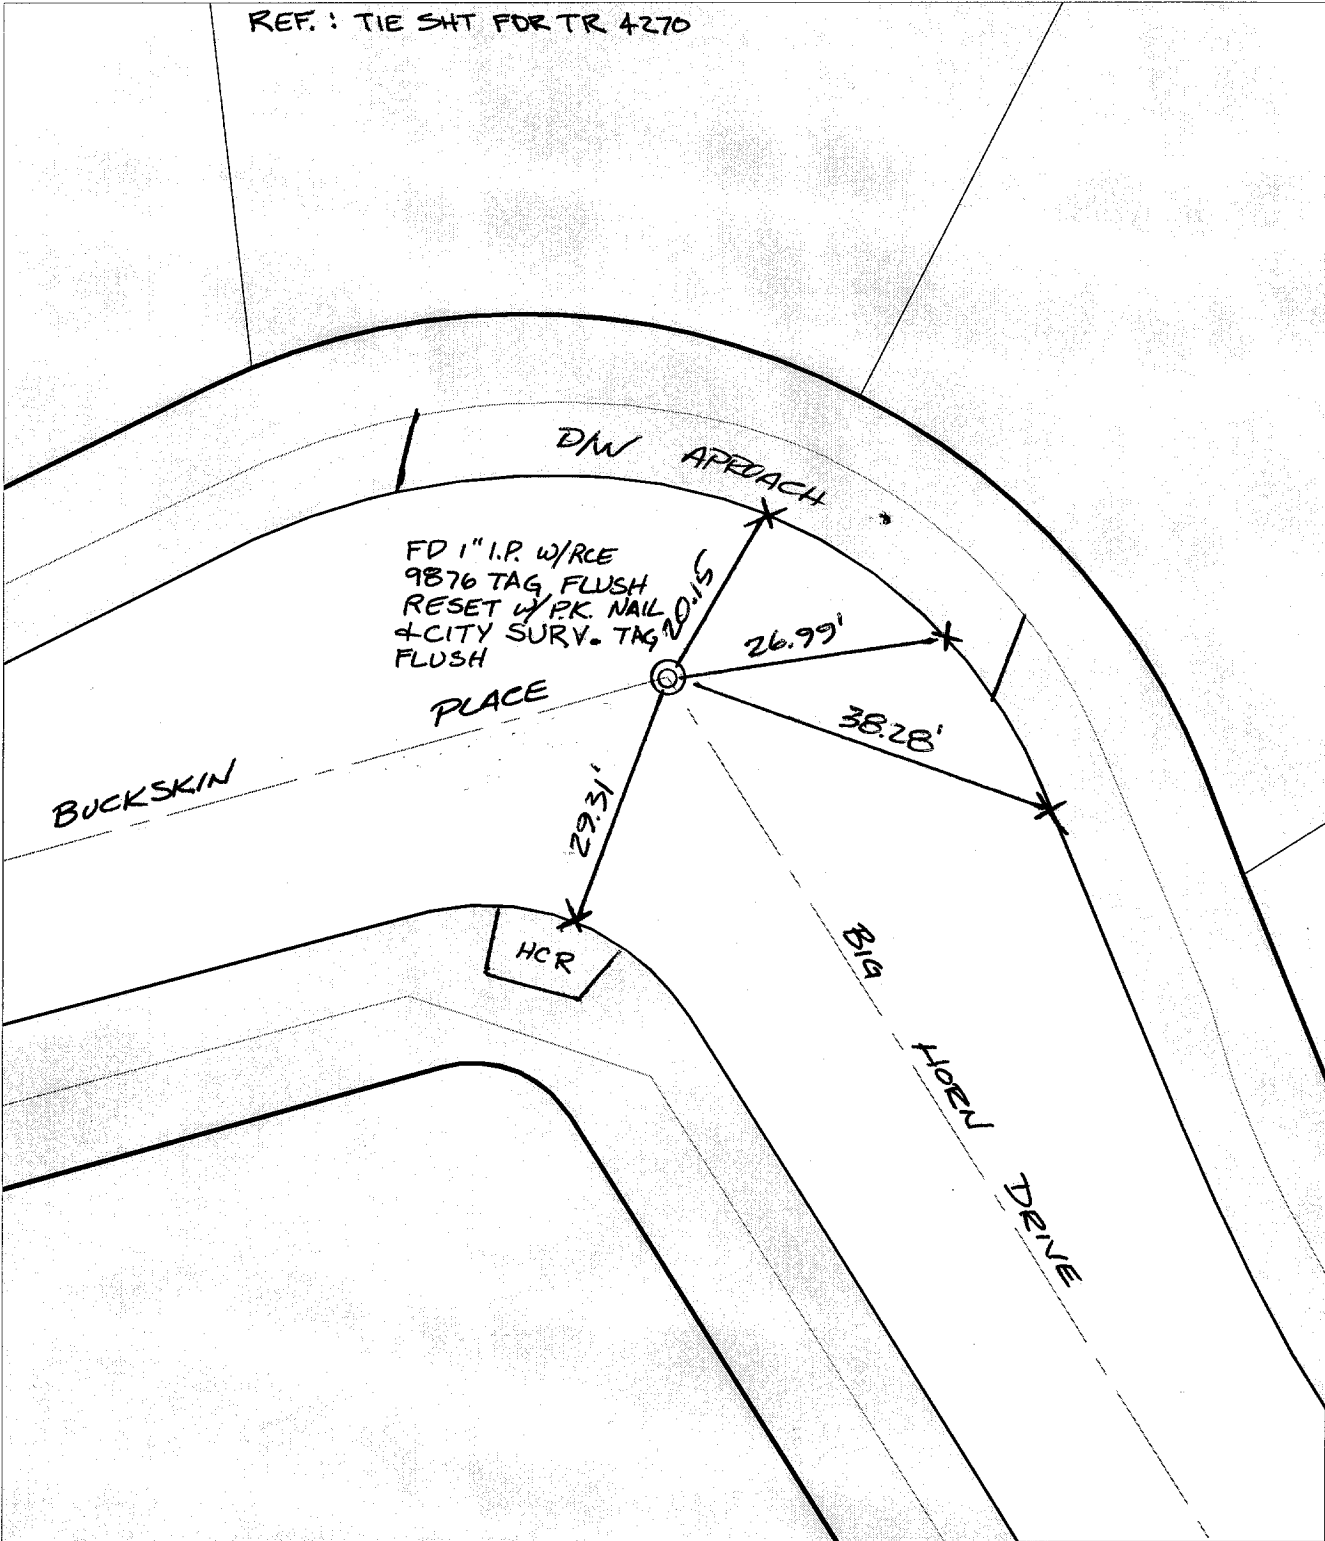 REF. : TIE SHT FOR TR 4270
D/W APROACH
FD 1" I.P. W/RCE
9876 TAG FLUSH
RESET W/ P.K. NAIL
& CITY SURV. TAG
FLUSH
20.15
26.99'
38.28'
29.31'
BUCKSKIN PLACE
HCR
BIG HORN DRIVE